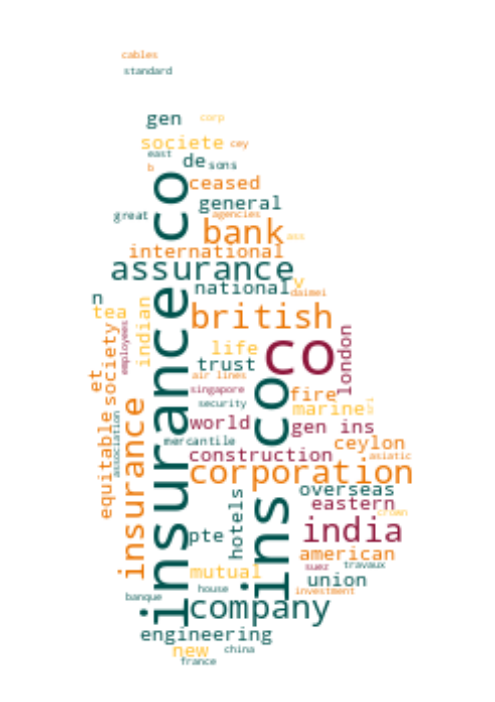 cables
standard
gen corp
societe cey
east de sons
b ceased
general
great agencies
bank ass
international
assurance
national v
daimei
n
tea
indian
employees
british
insurance co
life co
london
trust
air lines
singapore
security
fire
marine
world
gen ins
mercantile
ceylon
construction
asiatic
corporation
et
society
equitable
association
insurance
ins co
overseas
eastern
crown
hotels
india
pte
american
suez travaux
mutual
union
house
investment
banque
company
engineering
new china
france